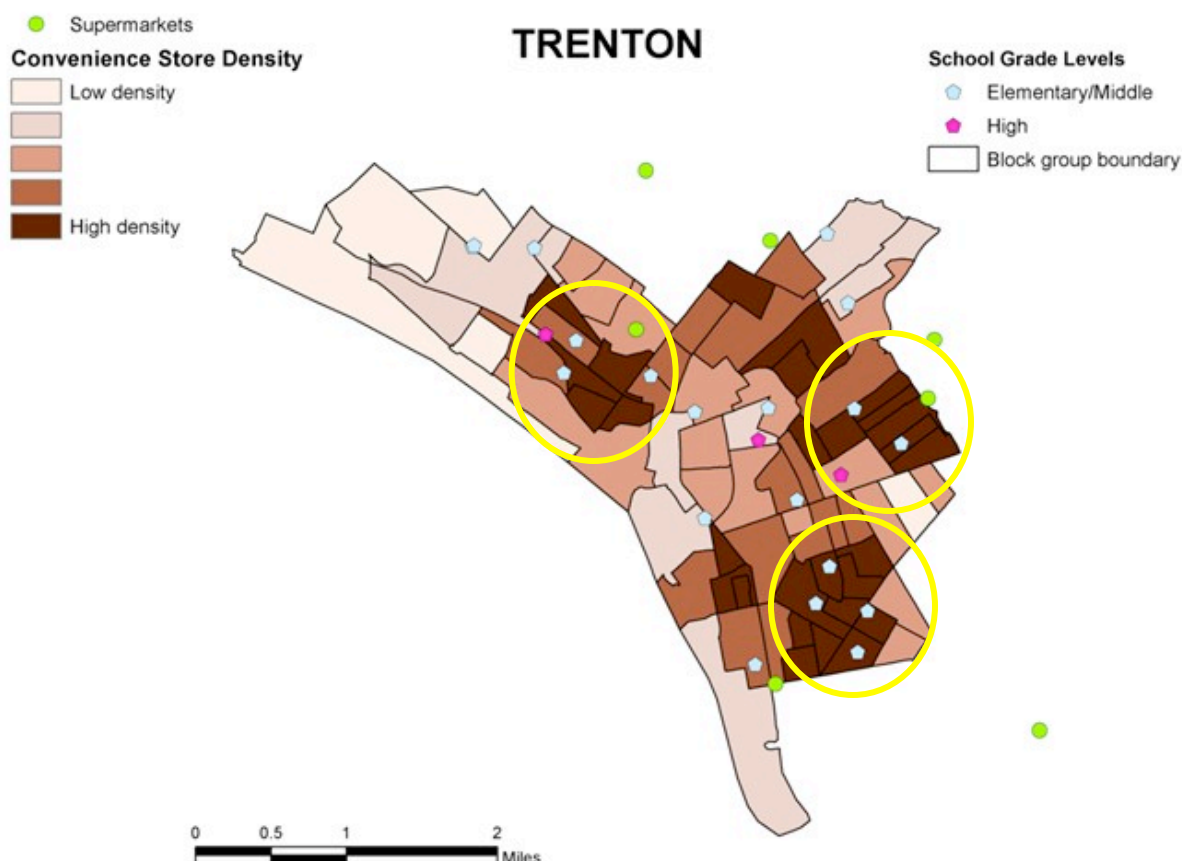 TRENTON
Supermarkets
Convenience Store Density
Low density
High density
School Grade Levels
Elementary/Middle
High
Block group boundary
0 0.5 1 2
Miles